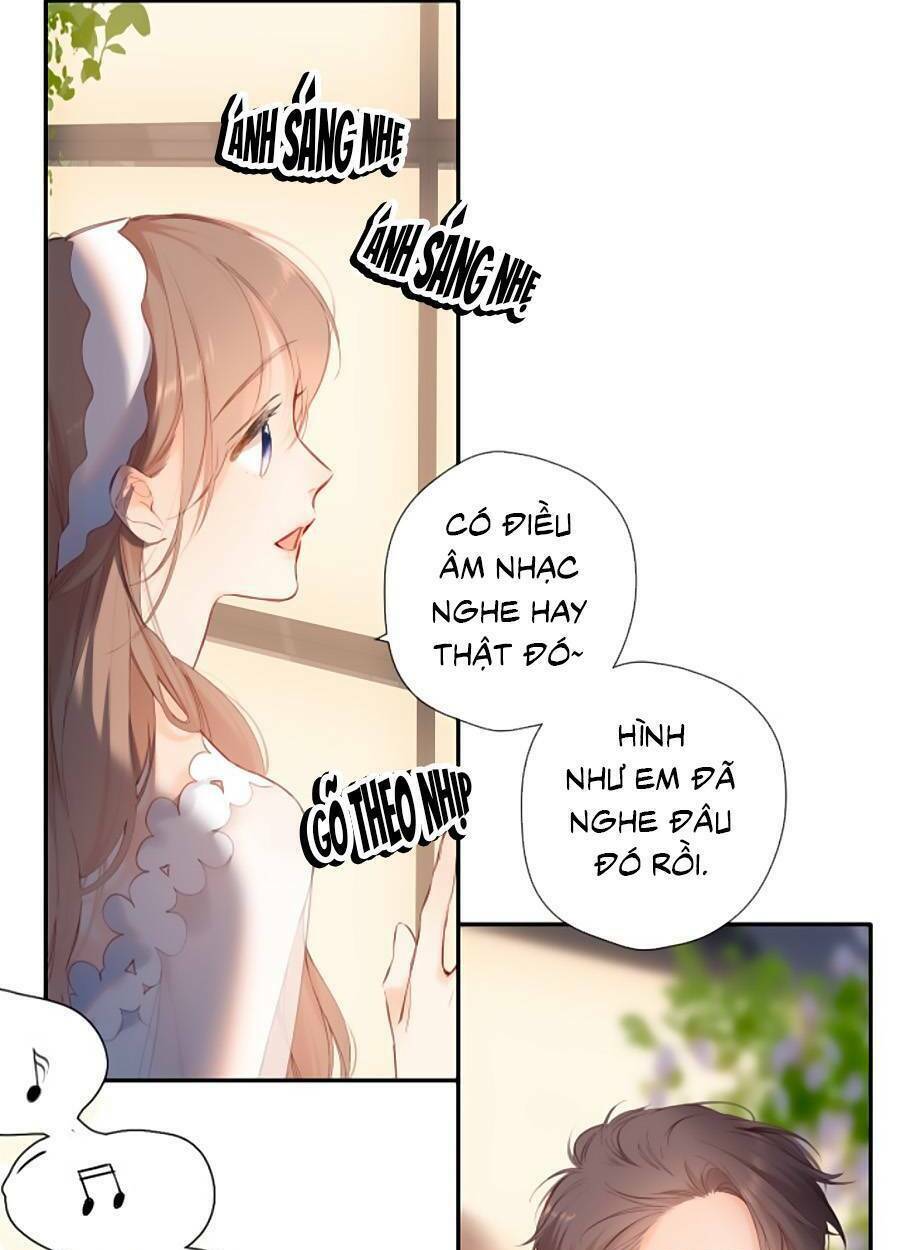 ÁNH SÁNG NHẸ
ÁNH SÁNG NHẸ
CÓ ĐIỀU
ÂM NHẠC
NGHE HAY
THẬT ĐÓ~
HÌNH
NHƯ EM ĐÃ
NGHE ĐÂU
ĐÓ RỒI.
GÕ THEO NHỊP